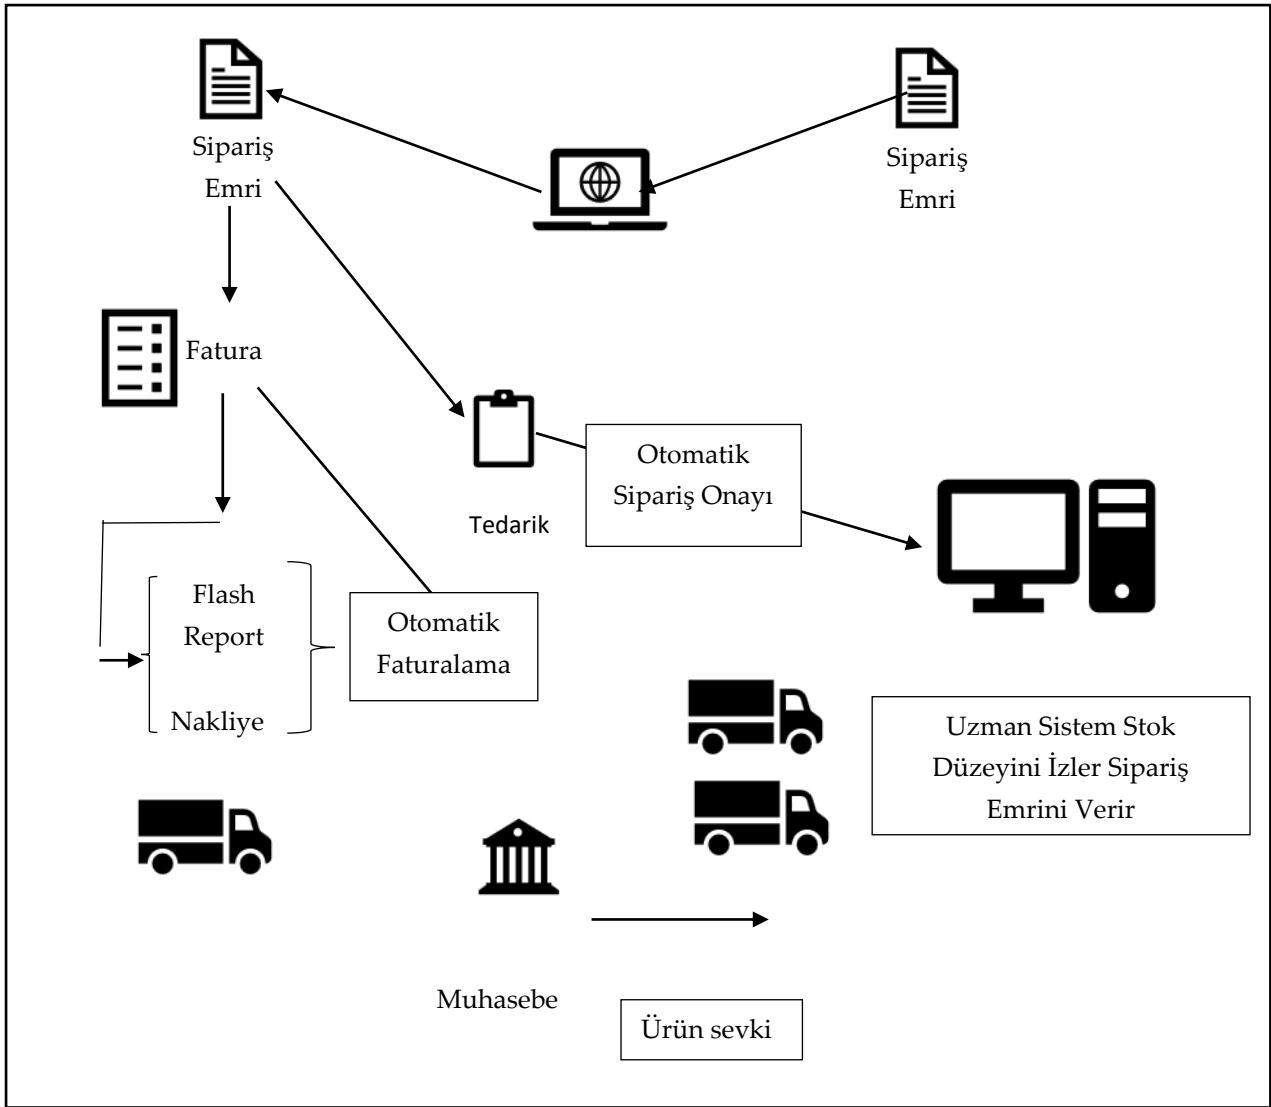 Sipariş
Emri
Sipariş
Emri
Fatura
Otomatik
Sipariş Onayı
Tedarik
Flash
Report
Nakliye
Otomatik
Faturalama
Uzman Sistem Stok
Düzeyini İzler Sipariş
Emrini Verir
Muhasebe
Ürün sevki